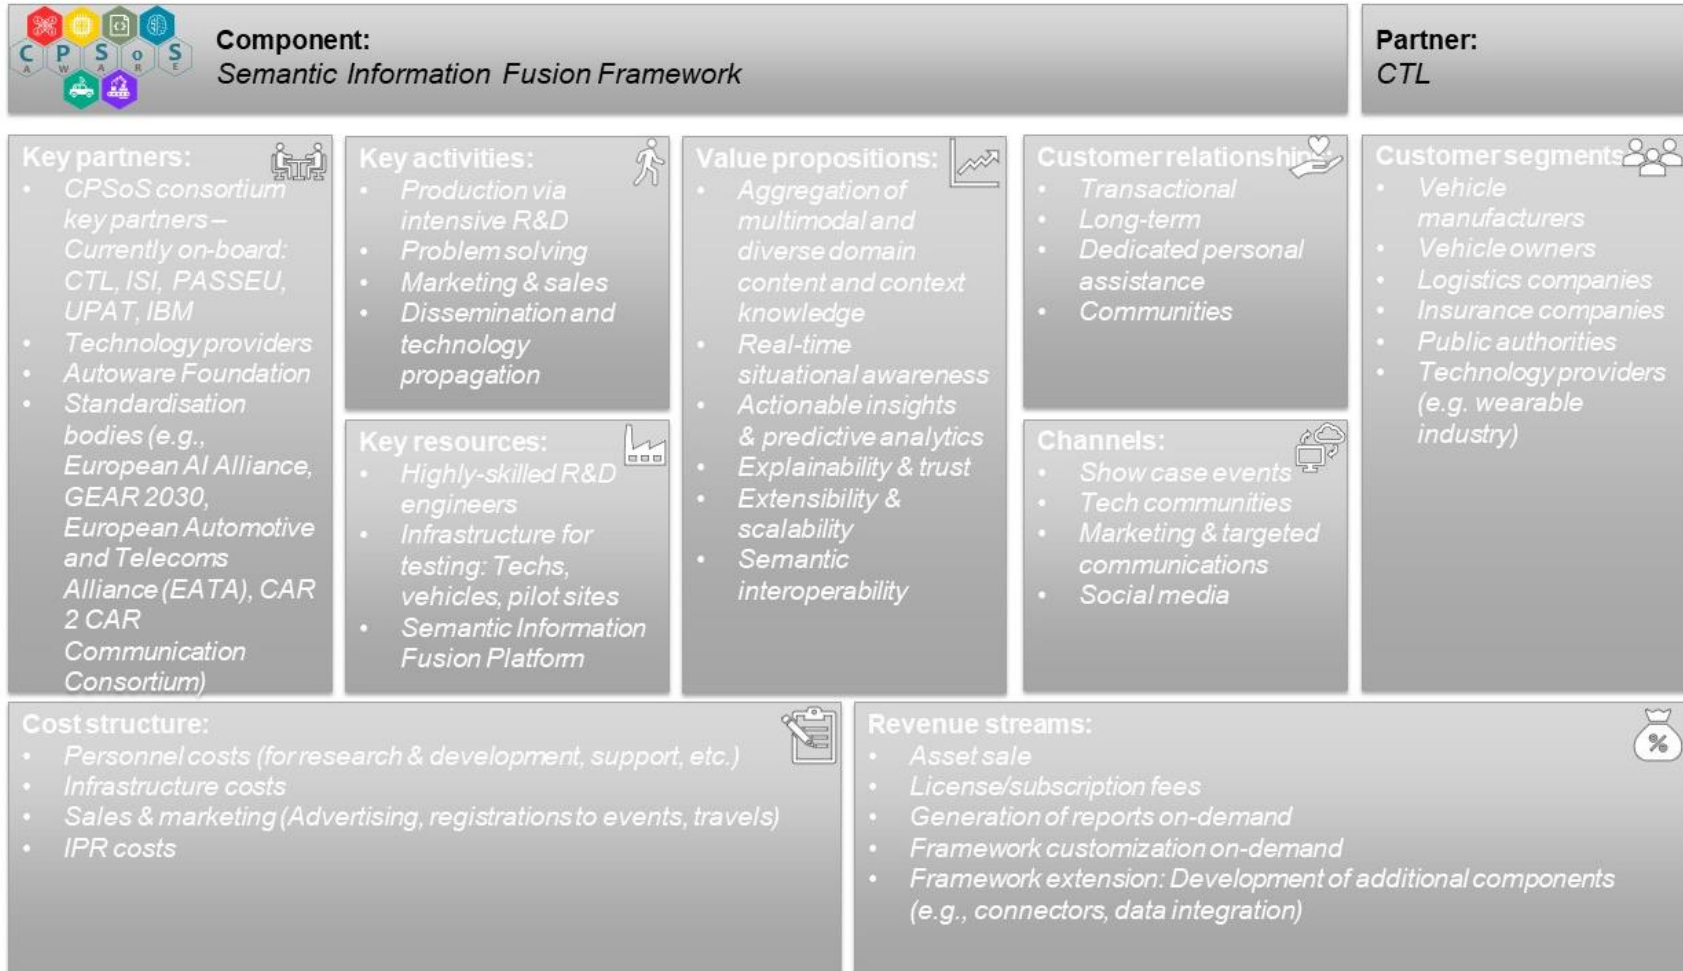 C P S o S
A W A R E
Component:
Semantic Information Fusion Framework
Partner:
CTL
Key partners:
• CPSoS consortium
key partners –
Currently on-board:
CTL, ISI, PASSEU,
UPAT, IBM
• Technology providers
• Autoware Foundation
• Standardisation
bodies (e.g.,
European AI Alliance,
GEAR 2030,
European Automotive
and Telecoms
Alliance (EATA), CAR
2 CAR
Communication
Consortium)
Key activities:
• Production via
intensive R&D
• Problem solving
• Marketing & sales
• Dissemination and
technology
propagation
Key resources:
• Highly-skilled R&D
engineers
• Infrastructure for
testing: Techs,
vehicles, pilot sites
• Semantic Information
Fusion Platform
Value propositions:
• Aggregation of
multimodal and
diverse domain
content and context
knowledge
• Real-time
situational awareness
• Actionable insights
& predictive analytics
• Explainability & trust
• Extensibility &
scalability
• Semantic
interoperability
Customer relationships:
• Transactional
• Long-term
• Dedicated personal
assistance
• Communities
Channels:
• Show case events
• Tech communities
• Marketing & targeted
communications
• Social media
Customer segments
• Vehicle
manufacturers
• Vehicle owners
• Logistics companies
• Insurance companies
• Public authorities
• Technology providers
(e.g. wearable
industry)
Cost structure:
• Personnel costs (for research & development, support, etc.)
• Infrastructure costs
• Sales & marketing (Advertising, registrations to events, travels)
• IPR costs
Revenue streams:
• Asset sale
• License/subscription fees
• Generation of reports on-demand
• Framework customization on-demand
• Framework extension: Development of additional components
(e.g., connectors, data integration)
%